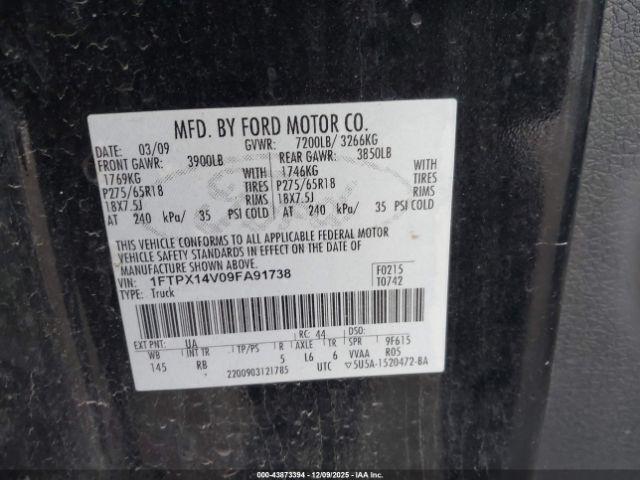 MFD. BY FORD MOTOR CO.
DATE: 03/09 GVWR: 7200LB/ 3266KG
FRONT GAWR: 3900LB REAR GAWR: 3850LB
1769KG WITH 1746KG WITH
P275/65R18 TIRES P275/65R18 TIRES
18X7.5J RIMS 18X7.5J RIMS
AT 240 kPa/ 35 PSI COLD AT 240 kPa/ 35 PSI COLD
THIS VEHICLE CONFORMS TO ALL APPLICABLE FEDERAL MOTOR
VEHICLE SAFETY STANDARDS IN EFFECT ON THE DATE OF
MANUFACTURE SHOWN ABOVE.
VIN: 1FTPX14V09FA91738 F0215
TYPE: Truck T0742
EXT PNT: UA RC: 44 DSO:
WB INT TR TP/PS R AXLE TR SPR 9F615
145 RB 5 L6 6 VVAA R05
2200903121785 UTC ▽5U5A-1520472-BA
© 2200 - 43873394 - 12/09/2025 - IAAI.COM